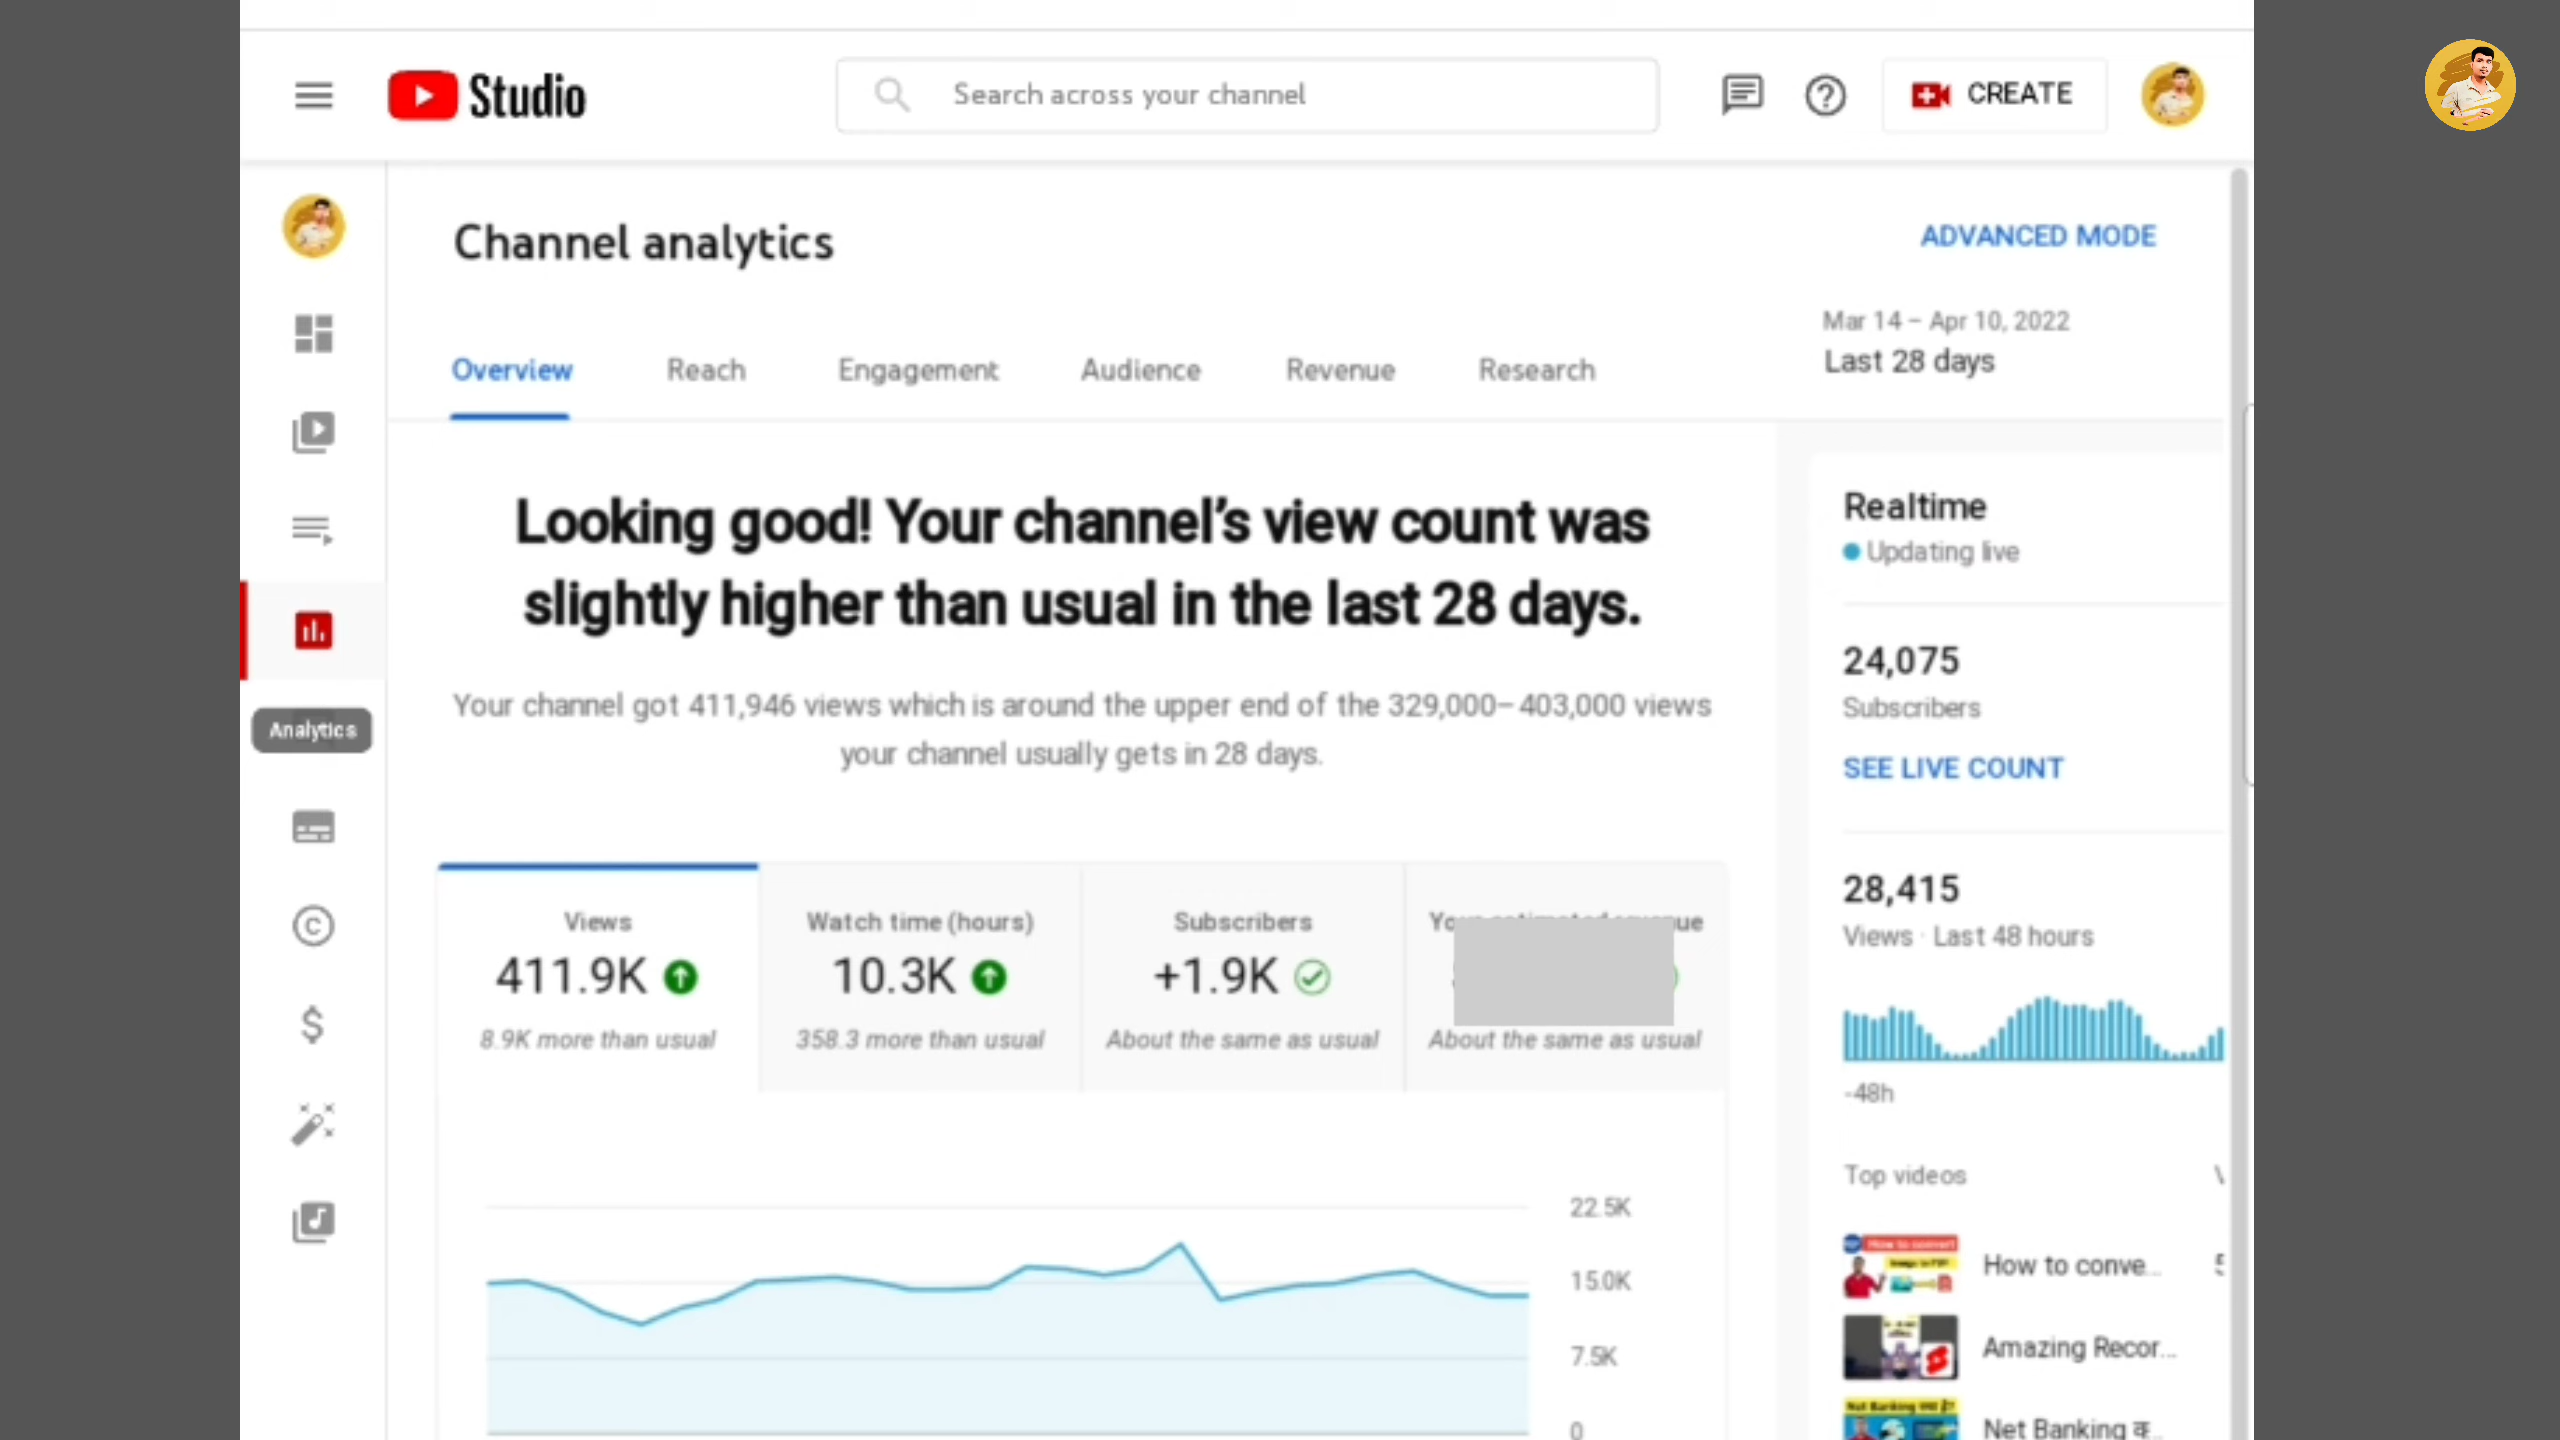 Studio
Search across your channel
CREATE
Channel analytics
ADVANCED MODE
Mar 14 – Apr 10, 2022
Last 28 days
Overview
Reach
Engagement
Audience
Revenue
Research
Looking good! Your channel's view count was
slightly higher than usual in the last 28 days.
Your channel got 411,946 views which is around the upper end of the 329,000–403,000 views
your channel usually gets in 28 days.
Analytics
Views
411.9K
8.9K more than usual
Watch time (hours)
10.3K
358.3 more than usual
Subscribers
+1.9K
About the same as usual
About the same as usual
22.5K
15.0K
7.5K
0
Realtime
Updating live
24,075
Subscribers
SEE LIVE COUNT
28,415
Views · Last 48 hours
-48h
Top videos
How to conve...
Amazing Recor...
Net Banking क...